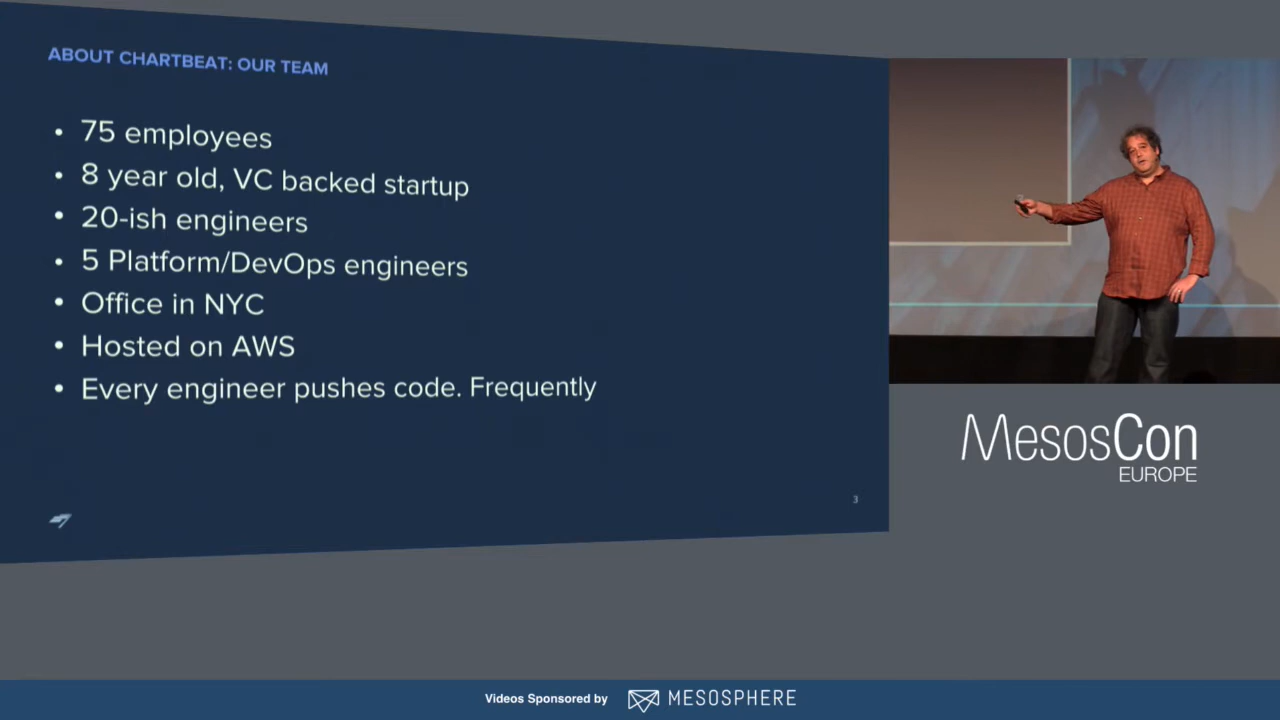 ABOUT CHARTBEAT: OUR TEAM
• 75 employees
• 8 year old, VC backed startup
• 20-ish engineers
• 5 Platform/DevOps engineers
• Office in NYC
• Hosted on AWS
• Every engineer pushes code. Frequently
3
MesosCon
EUROPE
Videos Sponsored by MESOSPHERE